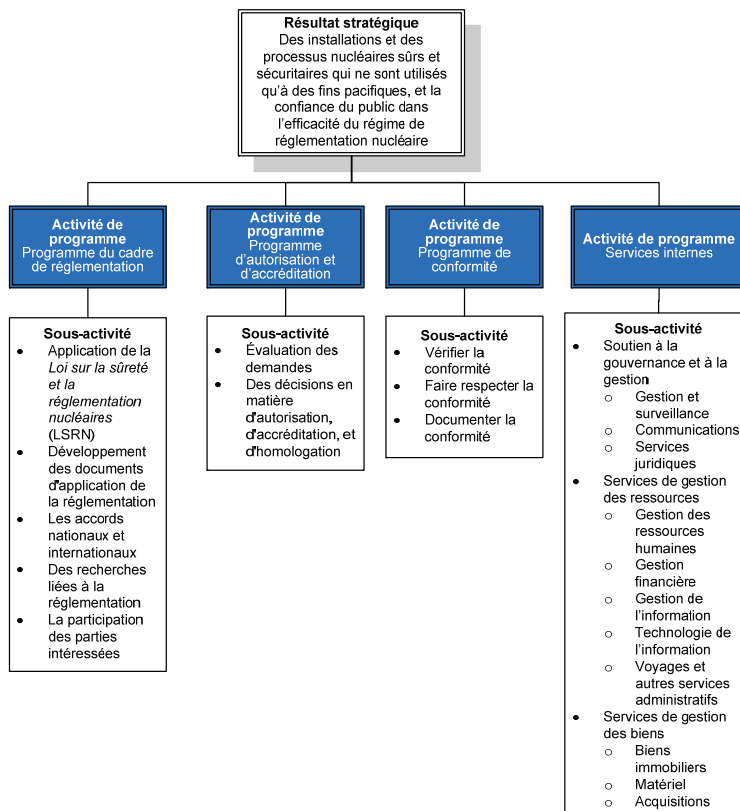 Résultat stratégique
Des installations et des
processus nucléaires sûrs et
sécuritaires qui ne sont utilisés
qu'à des fins pacifiques, et la
confiance du public dans
l'efficacité du régime de
réglementation nucléaire
Activité de
programme
Programme du cadre
de réglementation
Activité de
programme
Programme
d'autorisation et
d'accréditation
Activité de
programme
Programme de
conformité
Activité de programme
Services internes
Sous-activité
• Application de la
Loi sur la sûreté et la
réglementation
nucléaires
(LSRN)
• Développement
des documents
d'application de
la réglementation
• Les accords
nationaux et
internationaux
• Des recherches
liées à la
réglementation
• La participation
des parties
intéressées
Sous-activité
• Évaluation des
demandes
• Des décisions en
matière
d'autorisation,
d'accréditation, et
d'homologation
Sous-activité
• Vérifier la
conformité
• Faire respecter la
conformité
• Documenter la
conformité
Sous-activité
• Soutien à la
gouvernance et à la
gestion
o Gestion et
surveillance
o Communications
o Services
juridiques
• Services de gestion
des ressources
o Gestion des
ressources
humaines
o Gestion
financière
o Gestion de
l'information
o Technologie de
l'information
o Voyages et
autres services
administratifs
• Services de gestion
des biens
o Biens
immobiliers
o Matériel
o Acquisitions